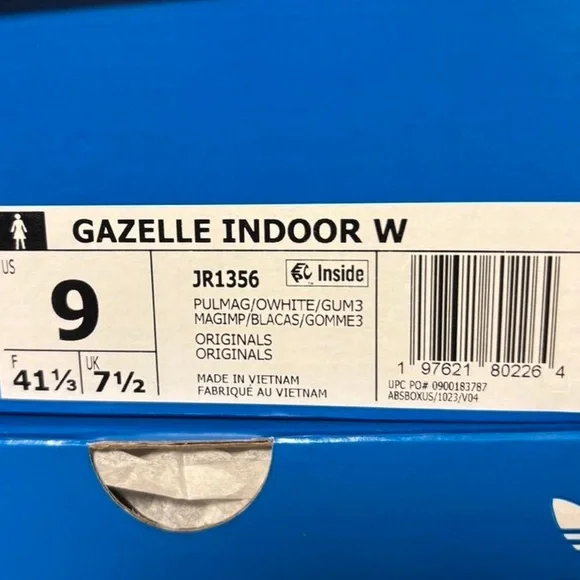 GAZELLE INDOOR W
US
9
F
41⅓
UK
7½
JR1356
Inside
PULMAG/OWHITE/GUM3
MAGIMP/BLACAS/GOMME3
ORIGINALS
ORIGINALS
MADE IN VIETNAM
FABRIQUÉ AU VIETNAM
1 97621 80226 4
UPC PO# 0900183787
ABSBOXUS/1023/V04